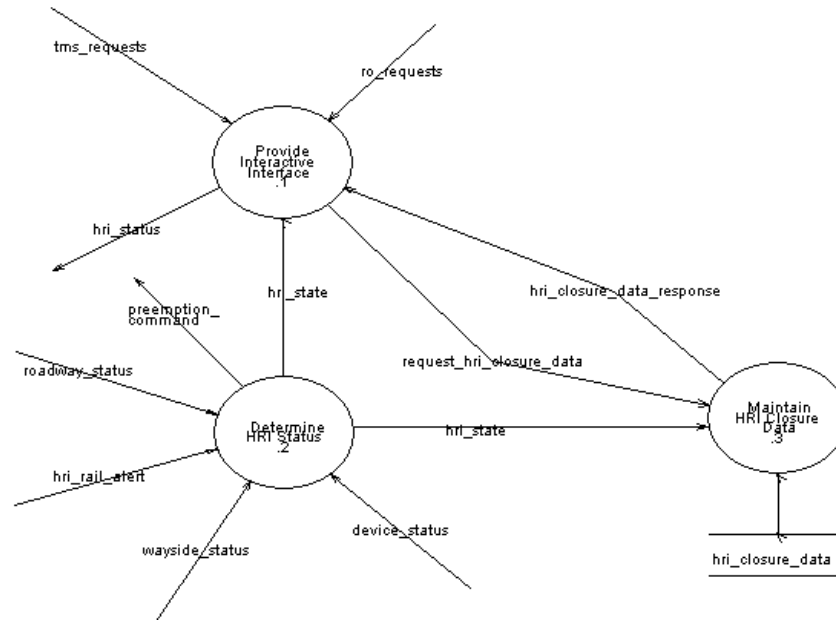 tms_requests
ro_requests
Provide
Interactive
Interface
.1
hri_status
hri_state
preemption_
command
hri_closure_data_response
request_hri_closure_data
roadway_status
Determine
HRI Status
.2
hri_state
Maintain
HRI Closure
Data
.3
hri_rail_alert
wayside_status
device_status
hri_closure_data